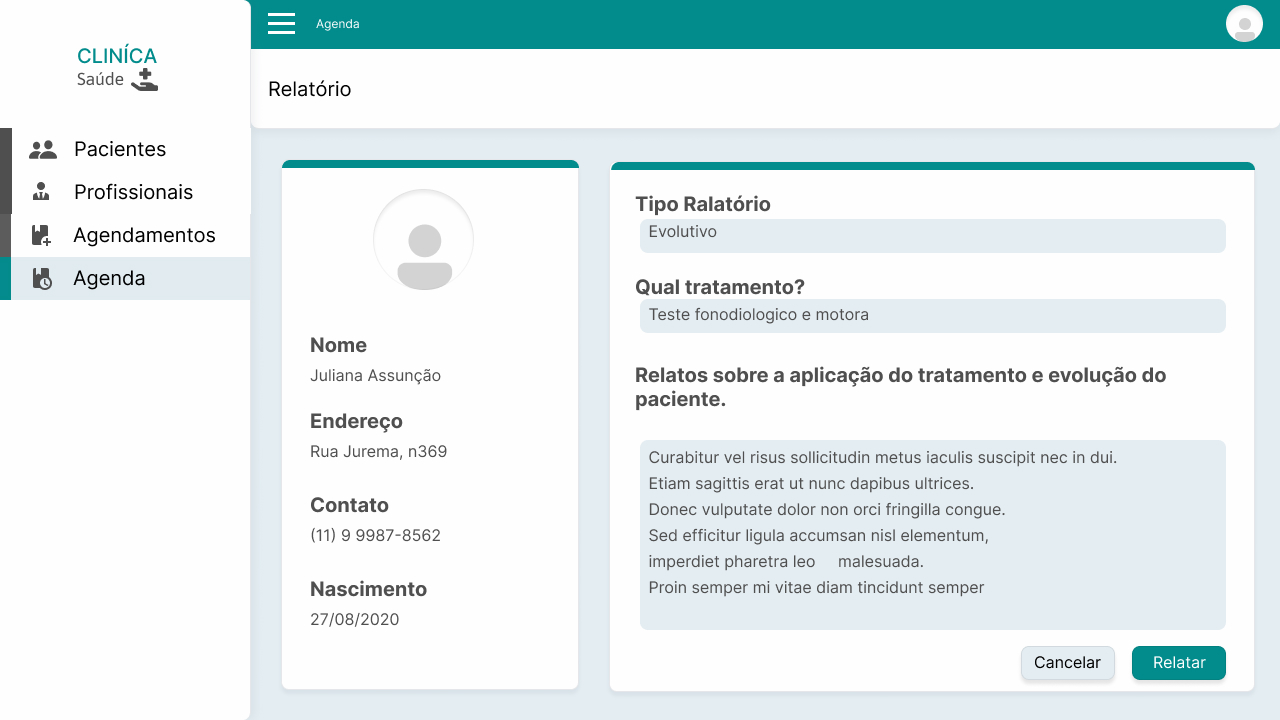 CLINÍCA
Saúde
Pacientes
Profissionais
Agendamentos
Agenda
Agenda
Relatório
Nome
Juliana Assunção
Endereço
Rua Jurema, n369
Contato
(11) 9 9987-8562
Nascimento
27/08/2020
Tipo Ralatório
Evolutivo
Qual tratamento?
Teste fonodiologico e motora
Relatos sobre a aplicação do tratamento e evolução do
paciente.
Curabitur vel risus sollicitudin metus iaculis suscipit nec in dui.
Etiam sagittis erat ut nunc dapibus ultrices.
Donec vulputate dolor non orci fringilla congue.
Sed efficitur ligula accumsan nisl elementum,
imperdiet pharetra leo malesuada.
Proin semper mi vitae diam tincidunt semper
Cancelar
Relatar